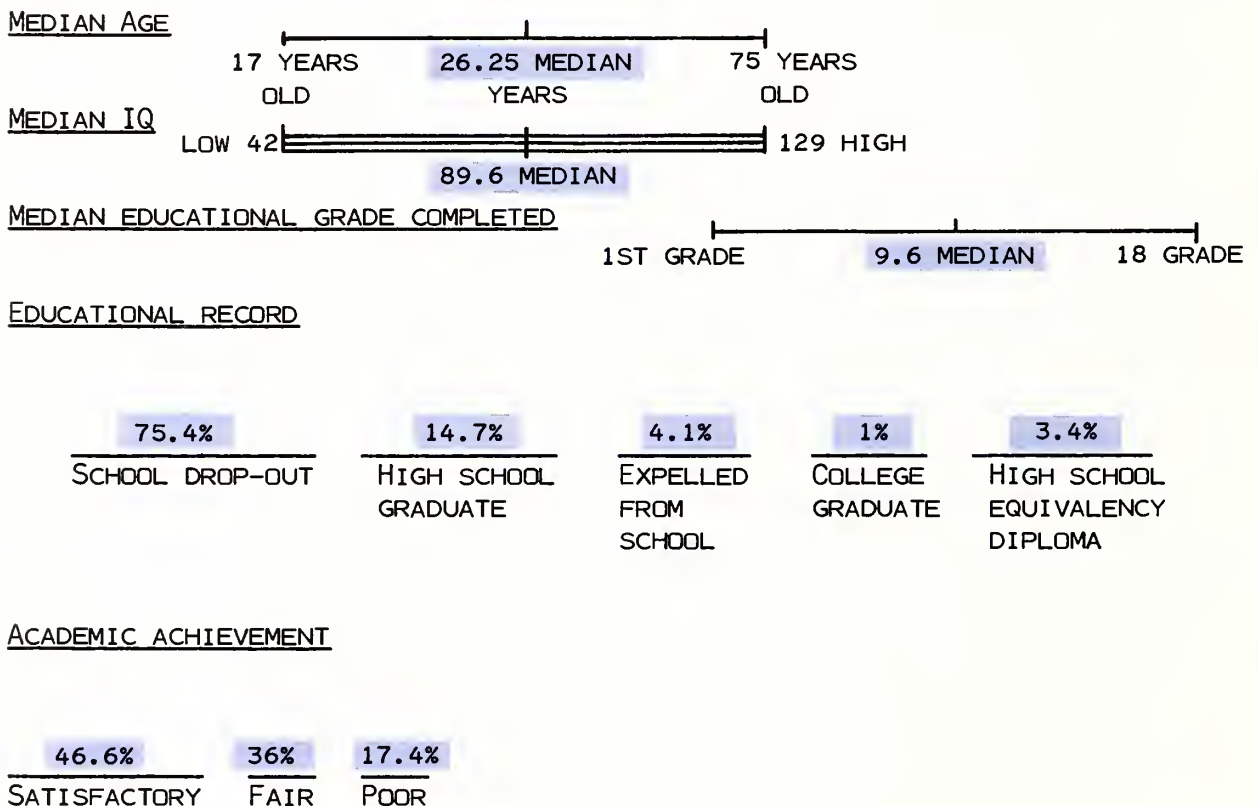 MEDIAN AGE
17 YEARS 26.25 MEDIAN 75 YEARS
OLD YEARS OLD
MEDIAN IQ
LOW 42 129 HIGH
89.6 MEDIAN
MEDIAN EDUCATIONAL GRADE COMPLETED
1ST GRADE 9.6 MEDIAN 18 GRADE
EDUCATIONAL RECORD
75.4% 14.7% 4.1% 1% 3.4%
SCHOOL DROP-OUT HIGH SCHOOL EXPELLED COLLEGE HIGH SCHOOL
GRADUATE FROM GRADUATE EQUIVALENCY
SCHOOL DIPLOMA
ACADEMIC ACHIEVEMENT
46.6% 36% 17.4%
SATISFACTORY FAIR POOR